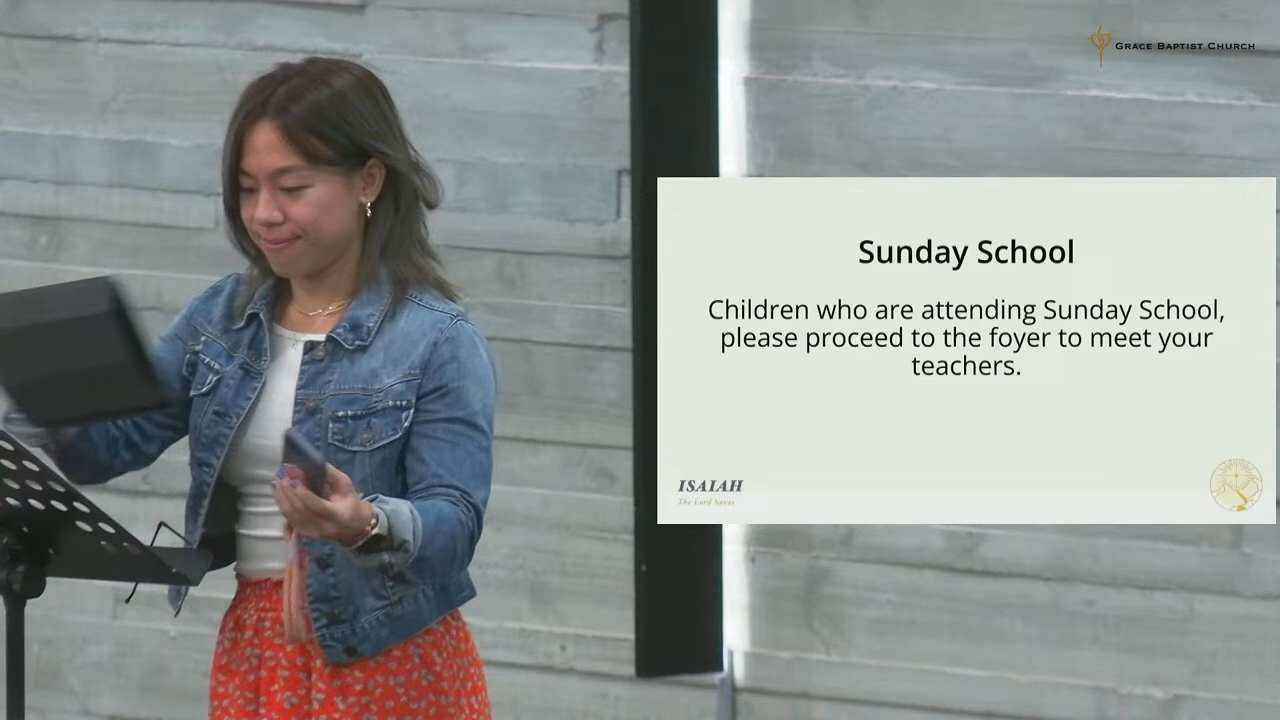 GRACE BAPTIST CHURCH
Sunday School
Children who are attending Sunday School,
please proceed to the foyer to meet your
teachers.
ISAIAH
The Lord Saves